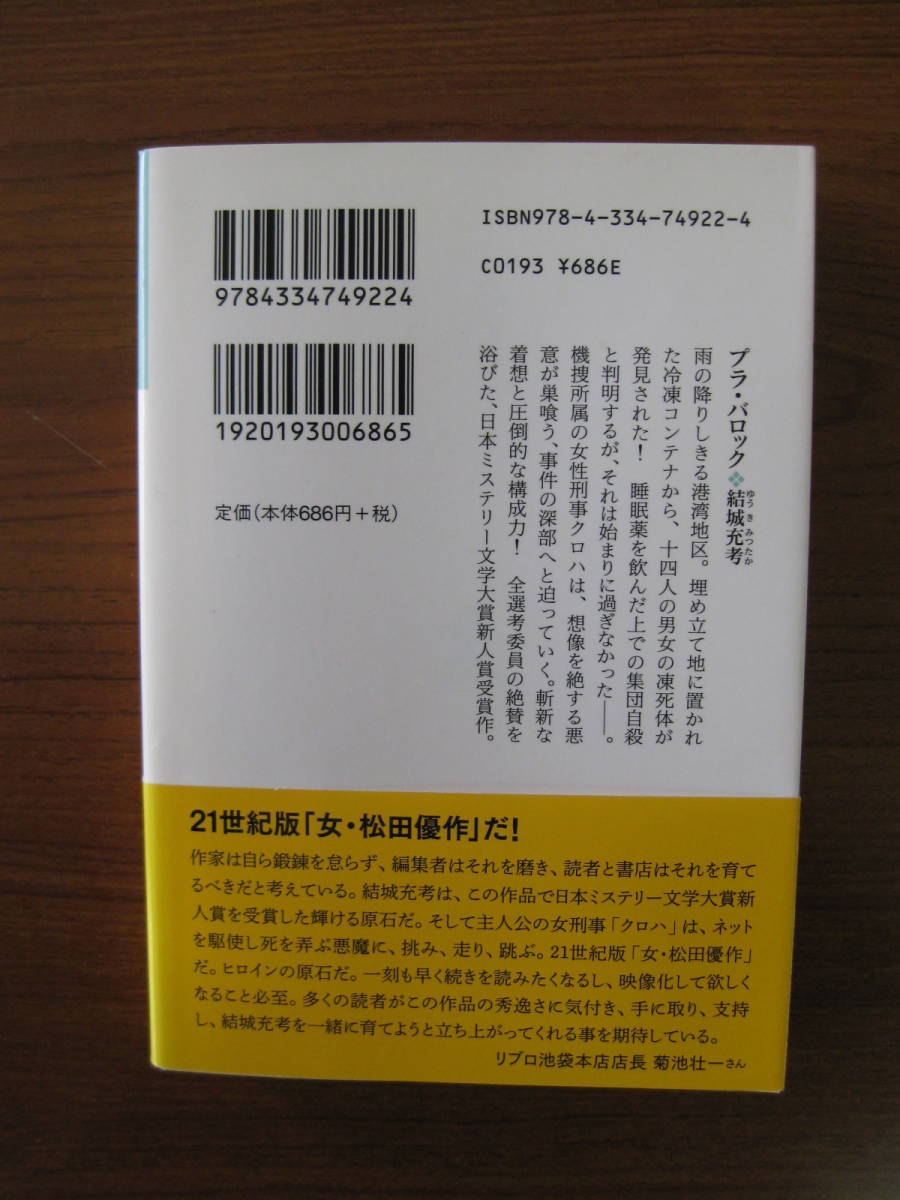 ISBN978-4-334-74922-4
C0193 ¥686E
9784334749224
1920193006865
定価(本体686円+税)
プラ・バロック❖結城充考
ゆうきみつたか
雨の降りしきる港湾地区。埋め立て地に置かれ
た冷凍コンテナから、十四人の男女の凍死体が
発見された! 睡眠薬を飲んだ上での集団自殺
と判明するが、それは始まりに過ぎなかった――。
機捜所属の女性刑事クロハは、想像を絶する悪
意が巣喰う、事件の深部へと迫っていく。斬新な
着想と圧倒的な構成力! 全選考委員の絶賛を
浴びた、日本ミステリー文学大賞新人賞受賞作。
21世紀版「女・松田優作」だ!
作家は自ら鍛錬を怠らず、編集者はそれを磨き、読者と書店はそれを育て
るべきだと考えている。結城充考は、この作品で日本ミステリー文学大賞新
人賞を受賞した輝ける原石だ。そして主人公の女刑事「クロハ」は、ネット
を駆使し死を弄ぶ悪魔に、挑み、走り、跳ぶ。21世紀版「女・松田優作」
だ。ヒロインの原石だ。一刻も早く続きを読みたくなるし、映像化して欲しく
なること必至。多くの読者がこの作品の秀逸さに気付き、手に取り、支持
し、結城充考を一緒に育てようと立ち上がってくれる事を期待している。
リブロ池袋本店店長 菊池壮一さん